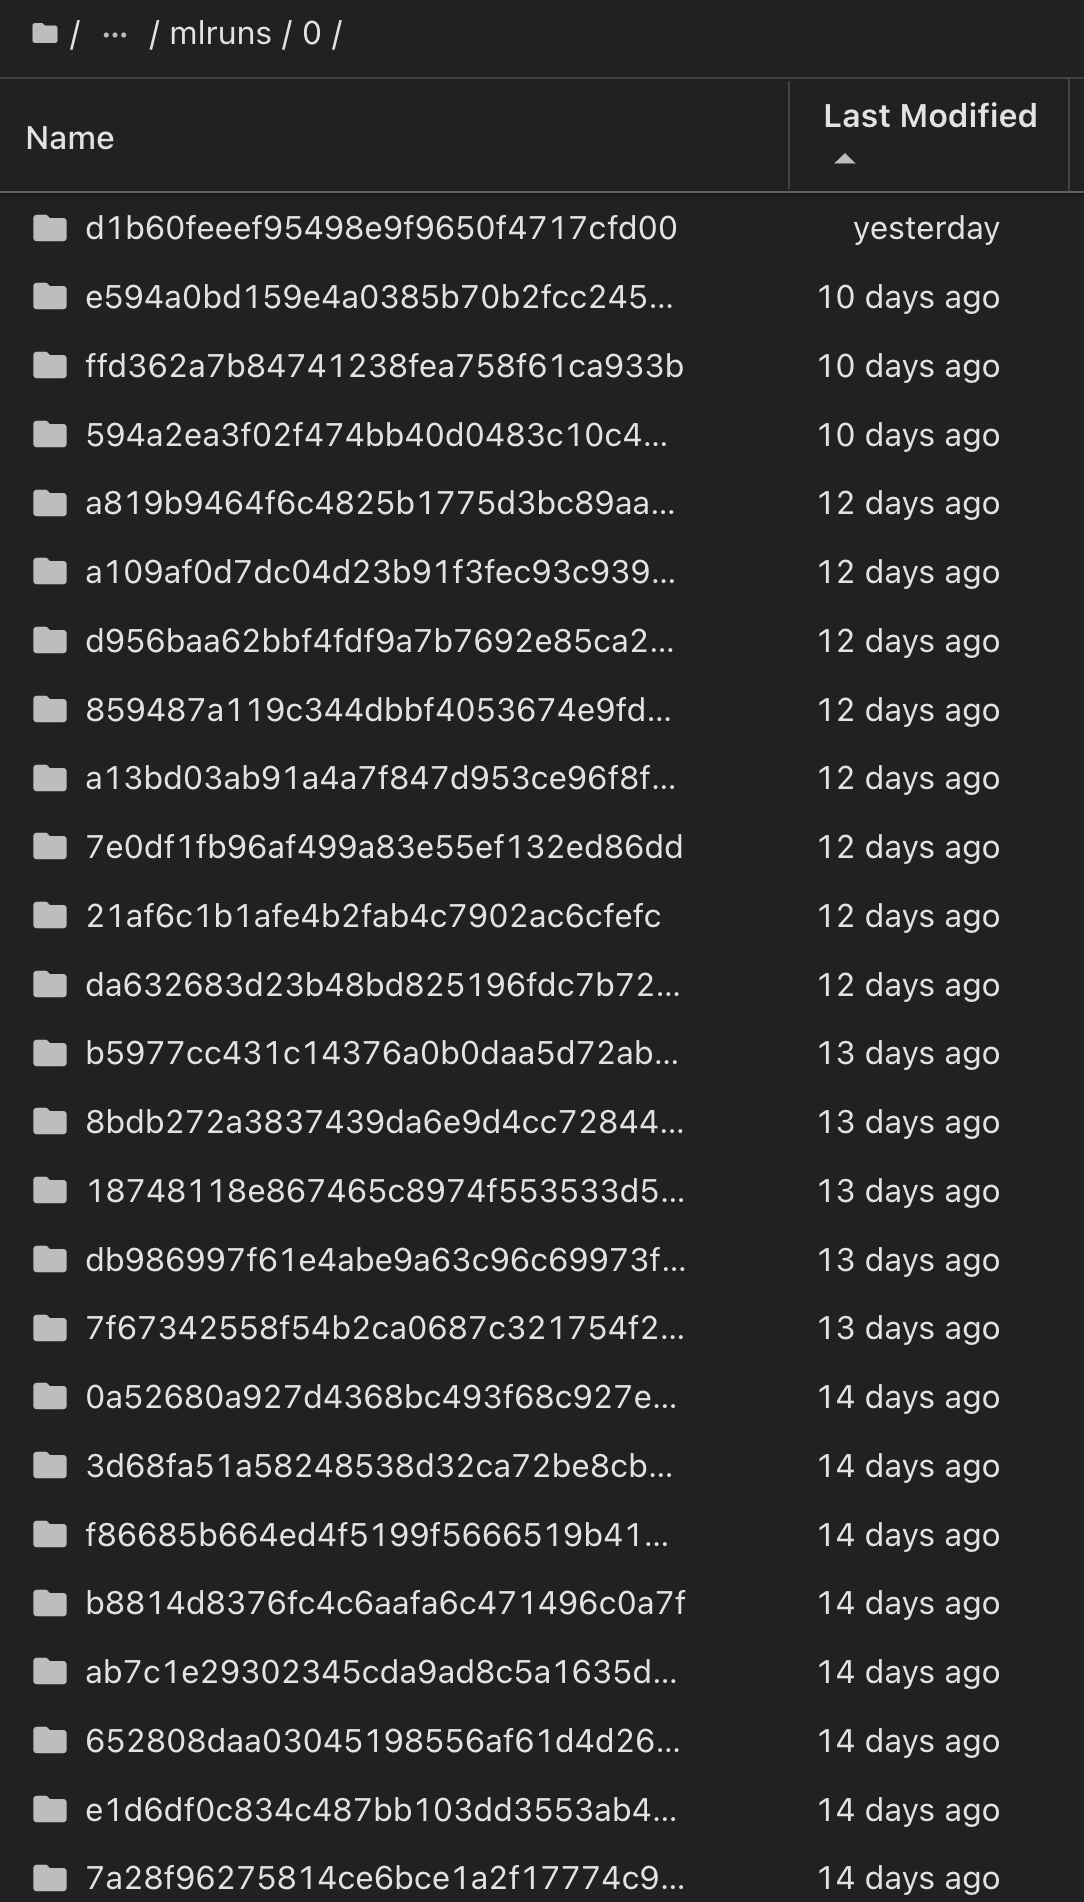 / ... / mlruns / 0 /
Name
Last Modified
d1b60feeef95498e9f9650f4717cfd00 yesterday
e594a0bd159e4a0385b70b2fcc245... 10 days ago
ffd362a7b84741238fea758f61ca933b 10 days ago
594a2ea3f02f474bb40d0483c10c4... 10 days ago
a819b9464f6c4825b1775d3bc89aa... 12 days ago
a109af0d7dc04d23b91f3fec93c939... 12 days ago
d956baa62bbf4fdf9a7b7692e85ca2... 12 days ago
859487a119c344dbbf4053674e9fd... 12 days ago
a13bd03ab91a4a7f847d953ce96f8f... 12 days ago
7e0df1fb96af499a83e55ef132ed86dd 12 days ago
21af6c1b1afe4b2fab4c7902ac6cfefc 12 days ago
da632683d23b48bd825196fdc7b72... 12 days ago
b5977cc431c14376a0b0daa5d72ab... 13 days ago
8bdb272a3837439da6e9d4cc72844... 13 days ago
18748118e867465c8974f553533d5... 13 days ago
db986997f61e4abe9a63c96c69973f... 13 days ago
7f67342558f54b2ca0687c321754f2... 13 days ago
0a52680a927d4368bc493f68c927e... 14 days ago
3d68fa51a58248538d32ca72be8cb... 14 days ago
f86685b664ed4f5199f5666519b41... 14 days ago
b8814d8376fc4c6aafa6c471496c0a7f 14 days ago
ab7c1e29302345cda9ad8c5a1635d... 14 days ago
652808daa03045198556af61d4d26... 14 days ago
e1d6df0c834c487bb103dd3553ab4... 14 days ago
7a28f96275814ce6bce1a2f17774c9... 14 days ago